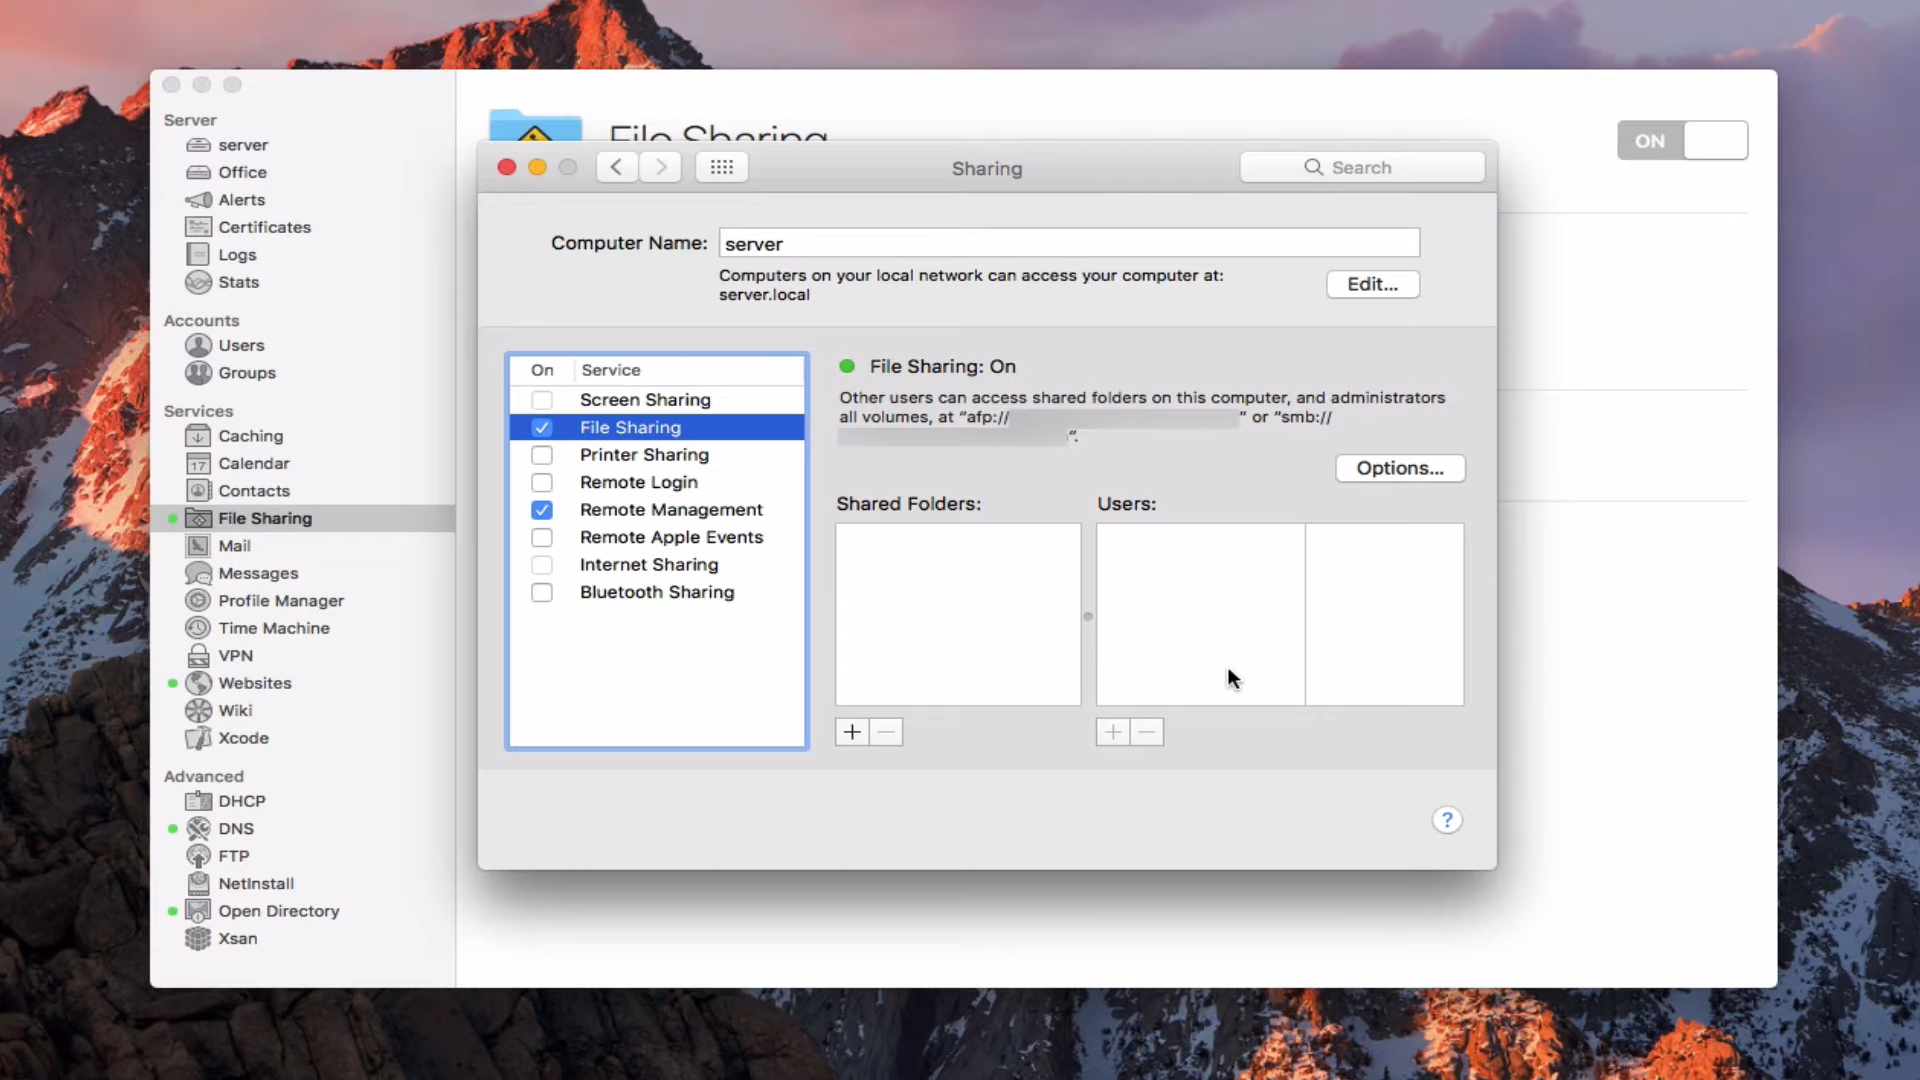 Server
server
Office
Alerts
Certificates
Logs
Stats
Accounts
Users
Groups
Services
Caching
17 Calendar
Contacts
File Sharing
Mail
Messages
Profile Manager
Time Machine
VPN
Websites
Wiki
Xcode
Advanced
DHCP
DNS
FTP
NetInstall
Open Directory
Xsan
File Sharing
ON
Sharing
Search
Computer Name: server
Computers on your local network can access your computer at:
server.local
Edit...
On Service
Screen Sharing
File Sharing
Printer Sharing
Remote Login
Remote Management
Remote Apple Events
Internet Sharing
Bluetooth Sharing
File Sharing: On
Other users can access shared folders on this computer, and administrators
all volumes, at “afp:// ” or “smb://
”.
Options...
Shared Folders:
Users:
+ −
+ −
?